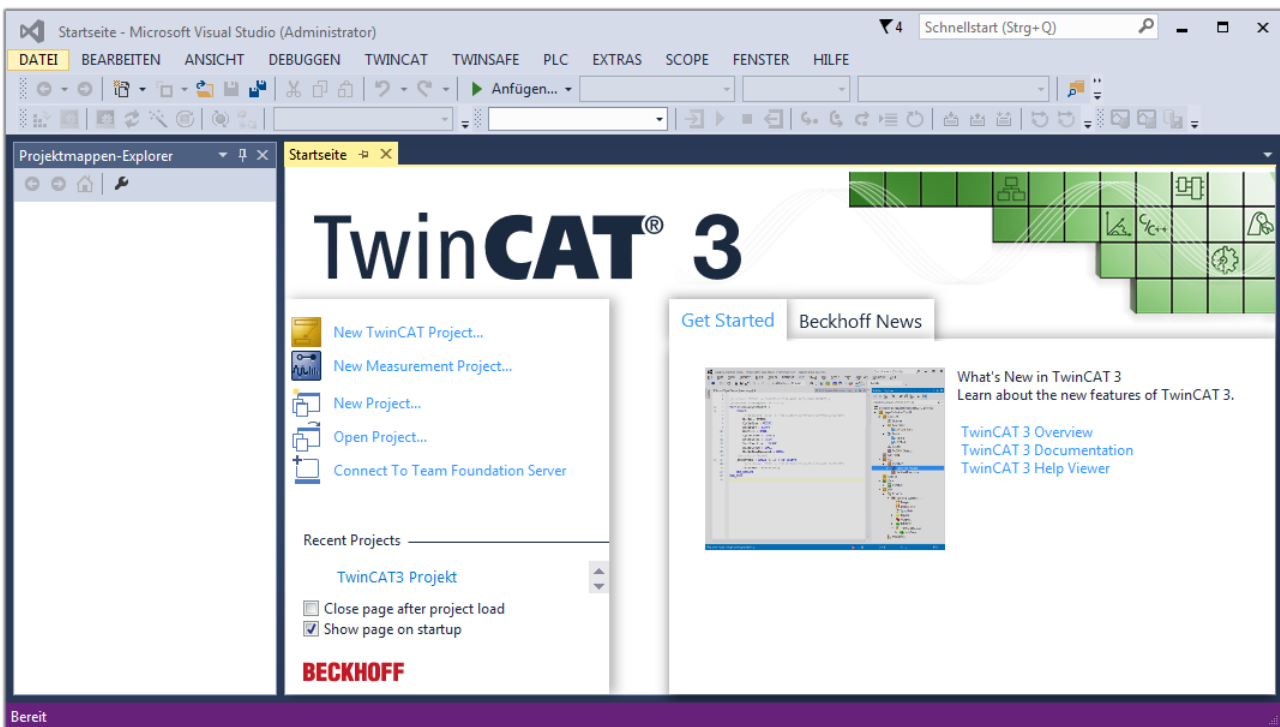 Startseite - Microsoft Visual Studio (Administrator)
4
Schnellstart (Strg+Q)
DATEI BEARBEITEN ANSICHT DEBUGGEN TWINCAT TWINSAFE PLC EXTRAS SCOPE FENSTER HILFE
Anfügen...
Projektmappen-Explorer
Startseite
TwinCAT® 3
C/C++
New TwinCAT Project...
New Measurement Project...
New Project...
Open Project...
Connect To Team Foundation Server
Recent Projects
TwinCAT3 Projekt
Close page after project load
Show page on startup
BECKHOFF
Get Started
Beckhoff News
What's New in TwinCAT 3
Learn about the new features of TwinCAT 3.
TwinCAT 3 Overview
TwinCAT 3 Documentation
TwinCAT 3 Help Viewer
Bereit